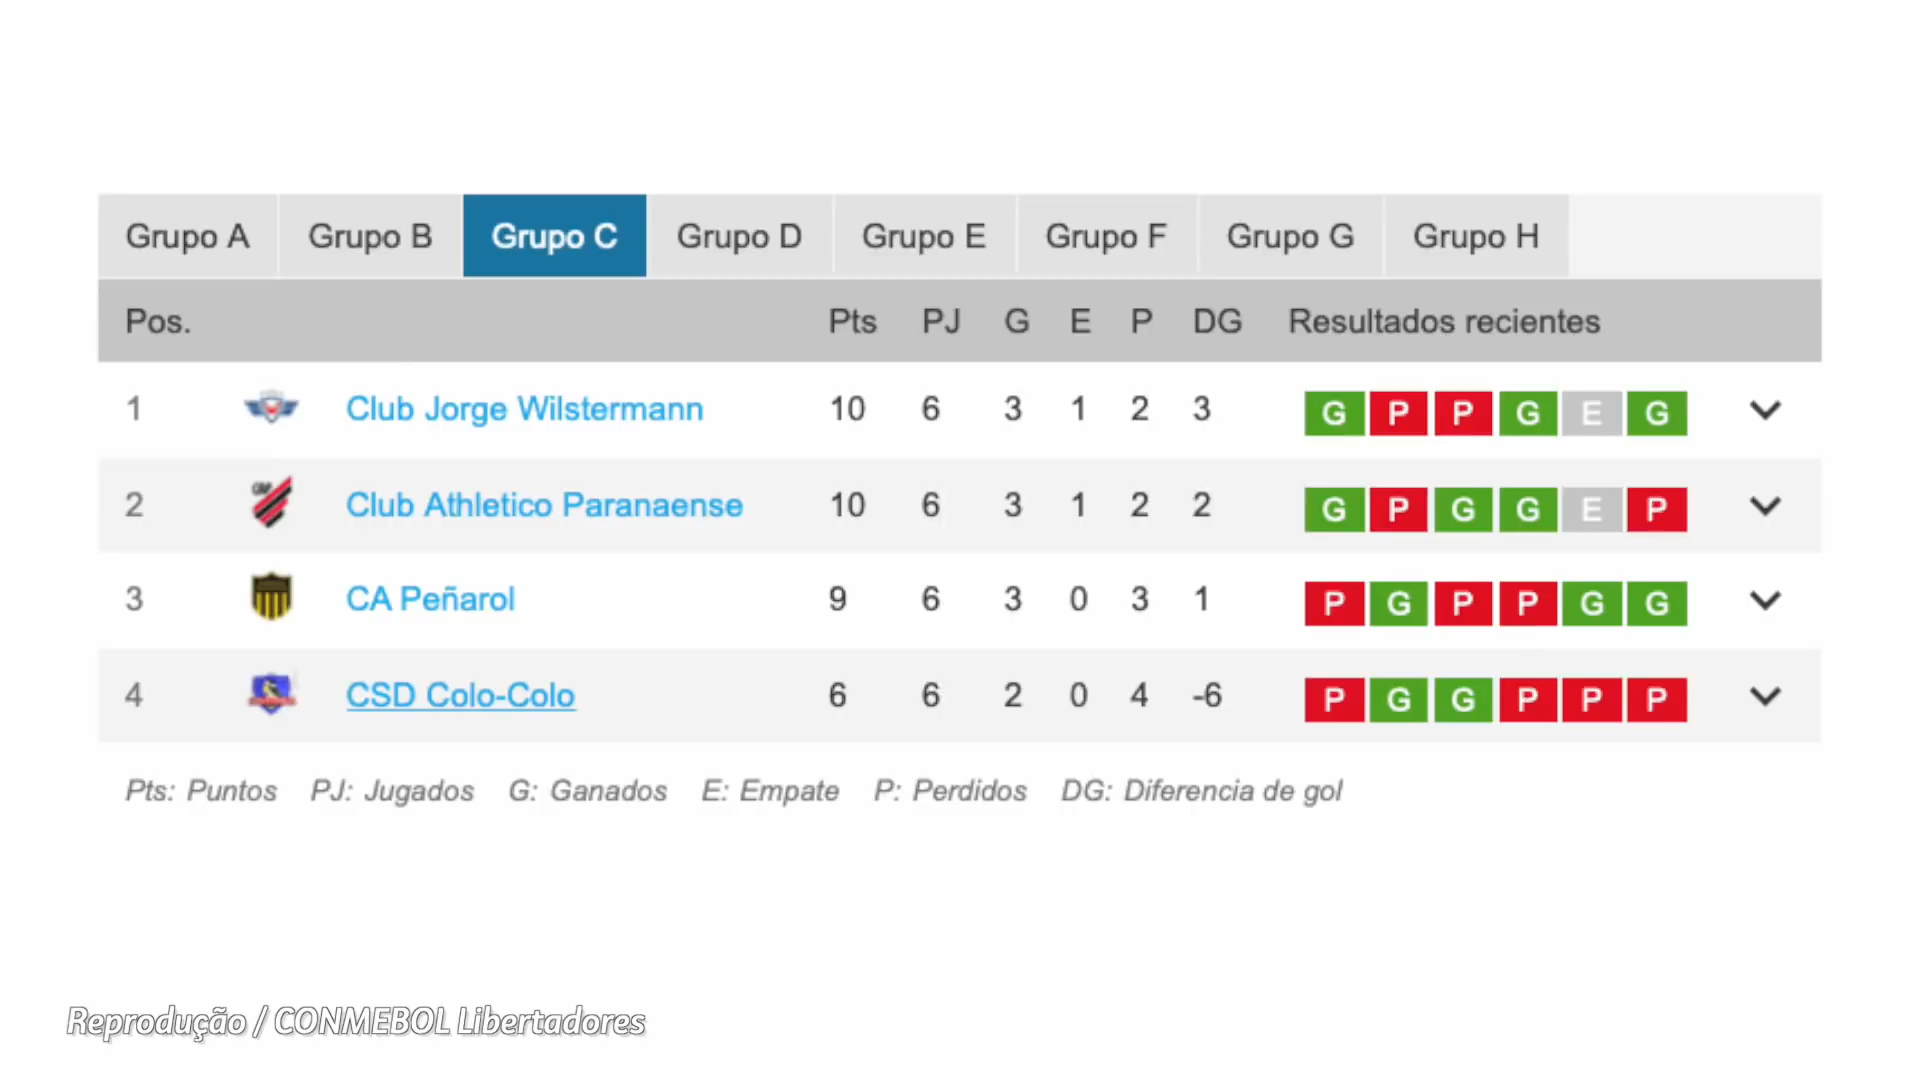 Grupo A Grupo B Grupo C Grupo D Grupo E Grupo F Grupo G Grupo H
Pos. Pts PJ G E P DG Resultados recientes
1 Club Jorge Wilstermann 10 6 3 1 2 3 G P P G E G
2 CAP Club Athletico Paranaense 10 6 3 1 2 2 G P G G E P
3 CA Peñarol 9 6 3 0 3 1 P G P P G G
4 CSD Colo-Colo 6 6 2 0 4 -6 P G G P P P
Pts: Puntos PJ: Jugados G: Ganados E: Empate P: Perdidos DG: Diferencia de gol
Reprodução / CONMEBOL Libertadores